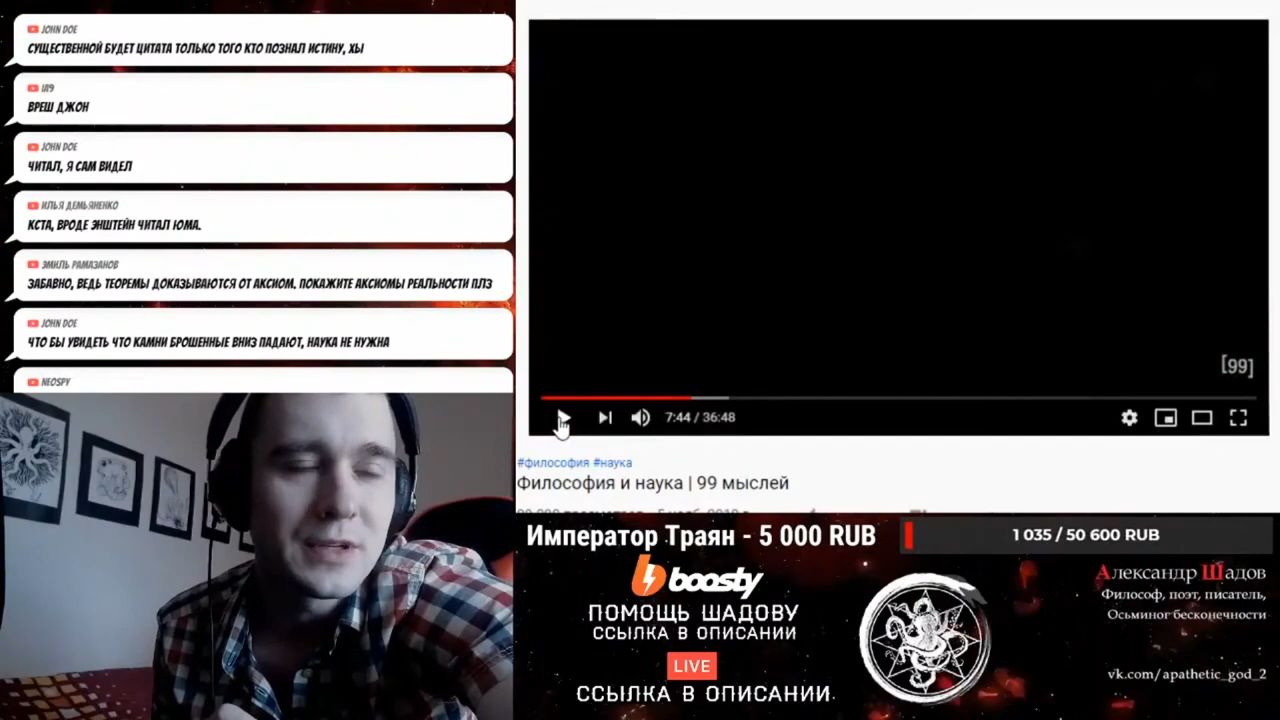 JOHN DOE
СУЩЕСТВЕННОЙ БУДЕТ ЦИТАТА ТОЛЬКО ТОГО КТО ПОЗНАЛ ИСТИНУ, ХЫ
ВРЕШ ДЖОН
JOHN DOE
ЧИТАЛ, Я САМ ВИДЕЛ
ИЛЬЯ ДЕМЬЯНЕНКО
КСТА, ВРОДЕ ЭНШТЕЙН ЧИТАЛ ЮМА.
ЭМИЛЬ РАМАЗАНОВ
ЗАБАВНО, ВЕДЬ ТЕОРЕМЫ ДОКАЗЫВАЮТСЯ ОТ АКСИОМ. ПОКАЖИТЕ АКСИОМЫ РЕАЛЬНОСТИ ПЛЗ
JOHN DOE
ЧТО БЫ УВИДЕТЬ ЧТО КАМНИ БРОШЕННЫЕ ВНИЗ ПАДАЮТ, НАУКА НЕ НУЖНА
NEOSPY
[99]
7:44 / 36:48
#философия #наука
Философия и наука | 99 мыслей
Император Траян - 5 000 RUB
1 035 / 50 600 RUB
boosty
ПОМОЩЬ ШАДОВУ
ССЫЛКА В ОПИСАНИИ
LIVE
ССЫЛКА В ОПИСАНИИ
Александр Шадов
Философ, поэт, писатель,
Осьминог бесконечности
vk.com/apathetic_god_2